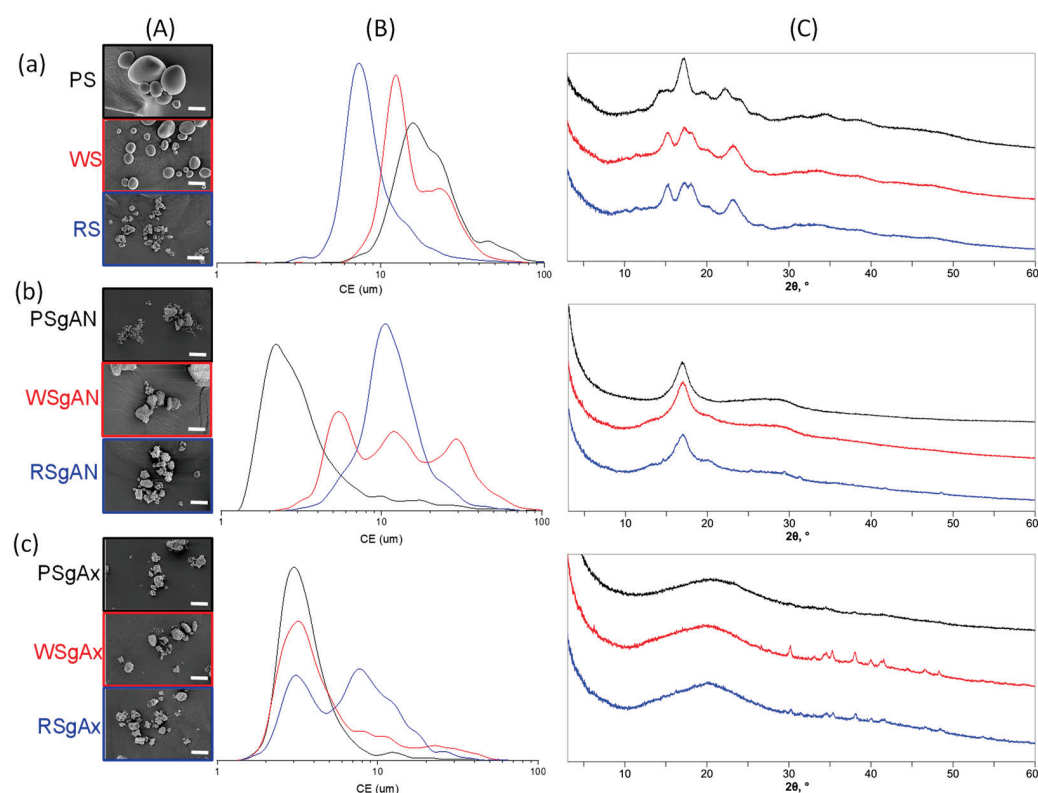 (A) (B) (C)
(a)
PS
WS
RS
1 10 100
CE (um)
10 20 30 40 50 60
2θ, °
(b)
PSgAN
WSgAN
RSgAN
1 10 100
CE (um)
10 20 30 40 50 60
2θ, °
(c)
PSgAx
WSgAx
RSgAx
1 10 100
CE (um)
10 20 30 40 50 60
2θ, °